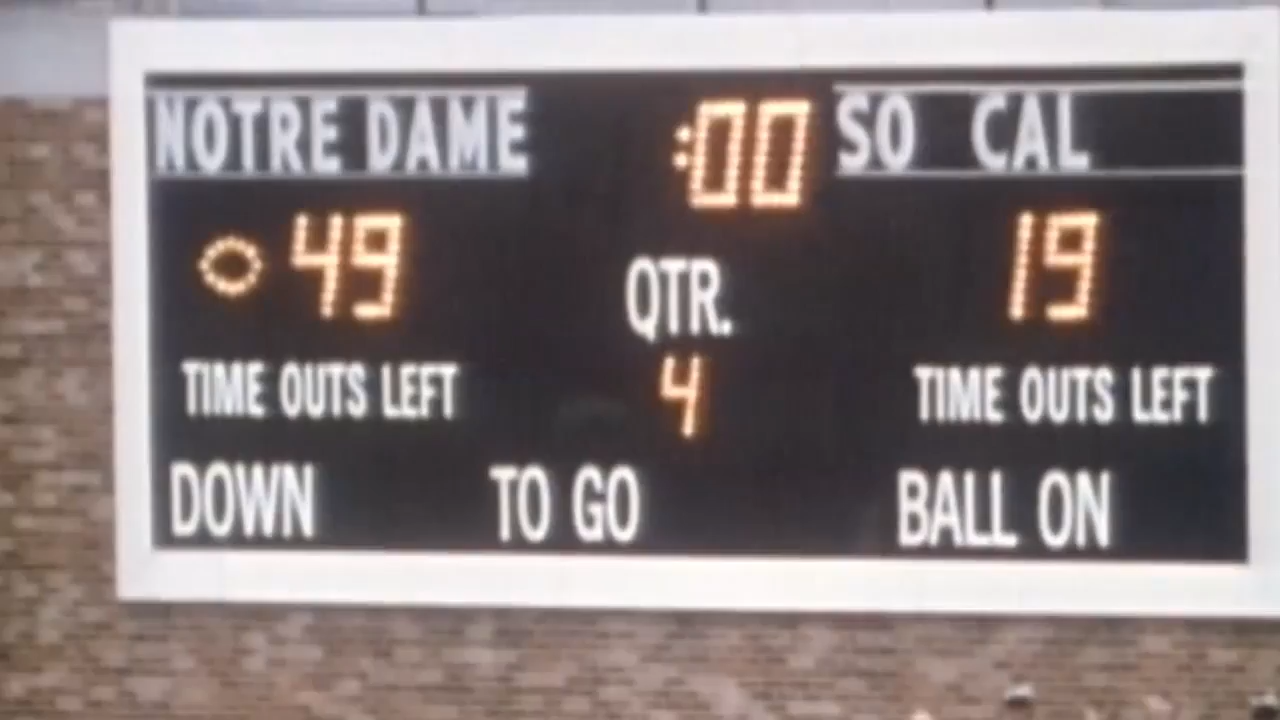 NOTRE DAME :00 SO CAL
49 19
QTR.
4
TIME OUTS LEFT TIME OUTS LEFT
DOWN TO GO BALL ON